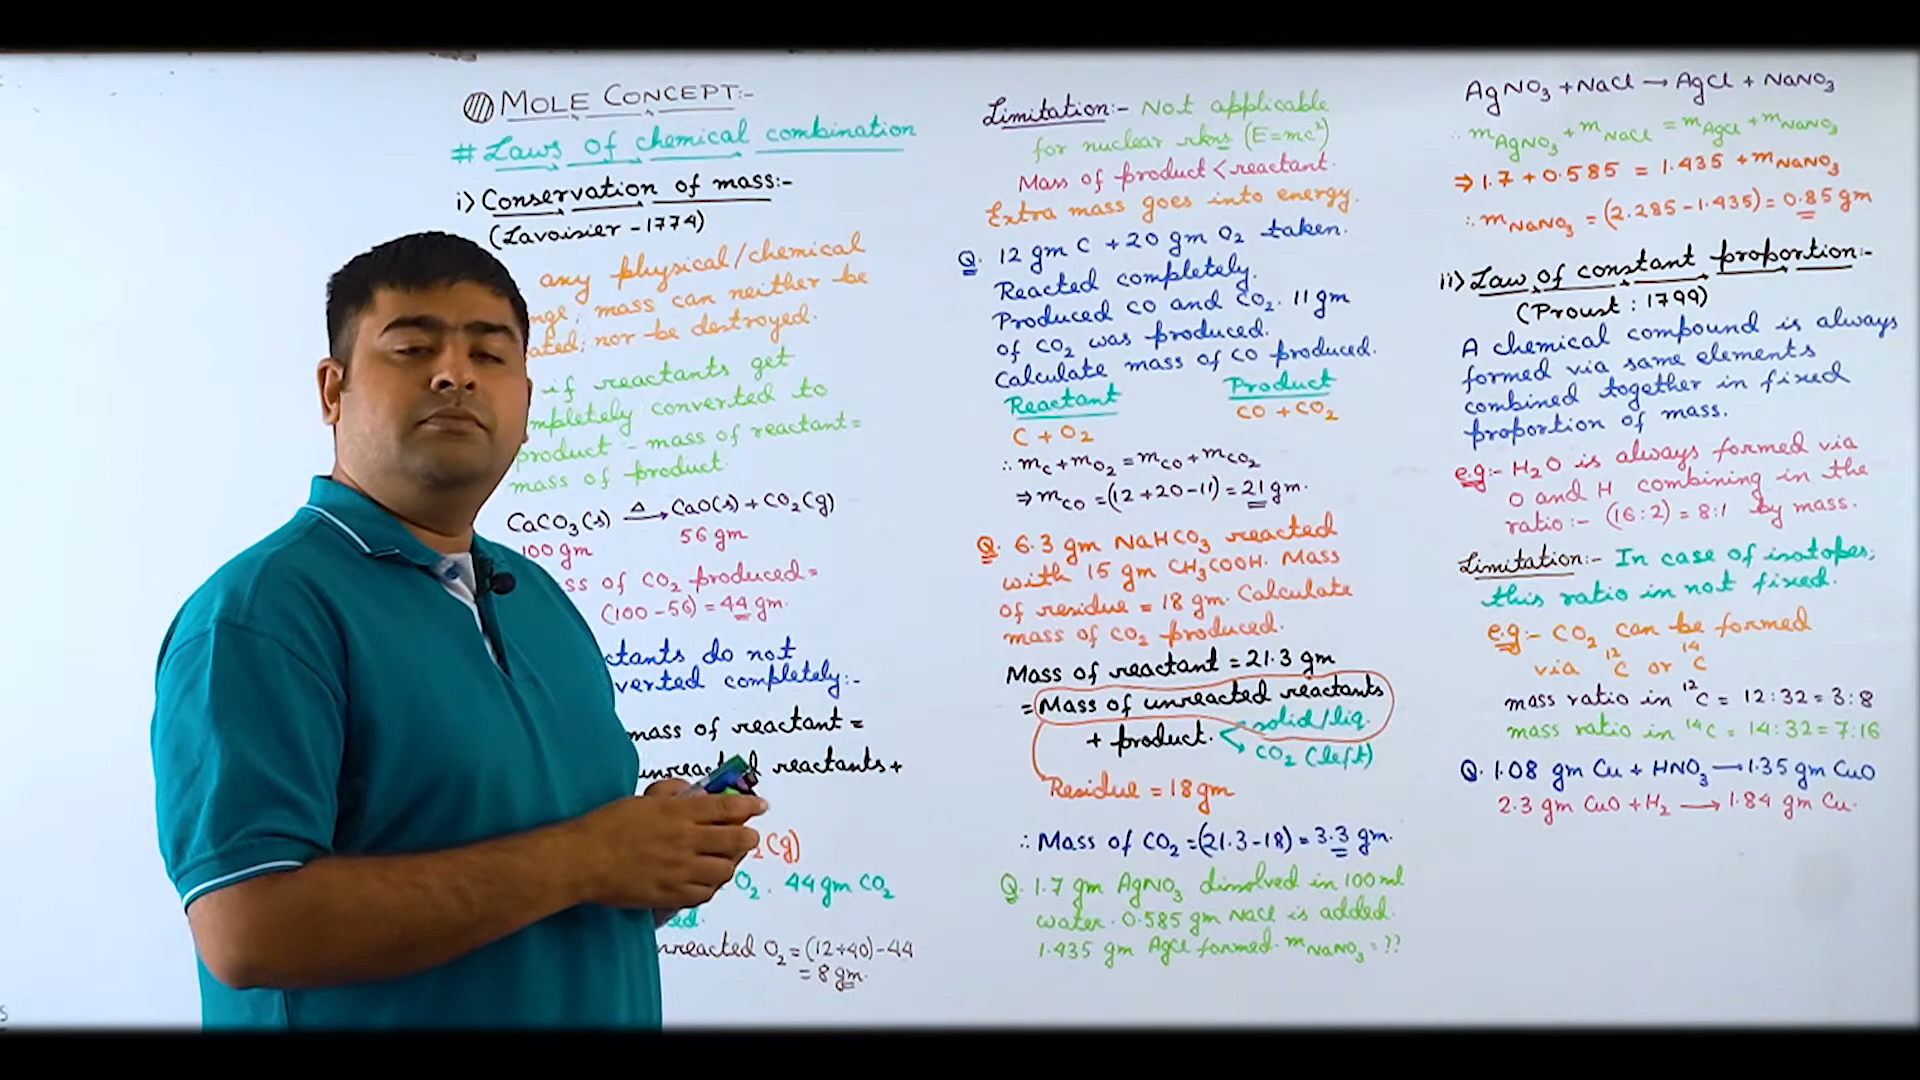 MOLE CONCEPT:-
# Laws of chemical combination
i) Conservation of mass:-
(Lavoisier - 1774)
any physical/chemical
mass can neither be
nor be destroyed.
if reactants get
converted to
product - mass of reactant =
mass of product.
CaCO₃(s) —Δ→ CaO(s) + CO₂(g)
100 gm 56 gm
of CO₂ produced =
(100-56) = 44 gm.
do not
completely:-
mass of reactant =
reactants +
(g)
O₂. 44 gm CO₂
O₂ = (12+40)-44
= 8 gm.
Limitation:- Not applicable
for nuclear rxns (E=mc²)
Mass of product < reactant.
Extra mass goes into energy.
Q. 12 gm C + 20 gm O₂ taken.
Reacted completely.
Produced CO and CO₂. 11 gm
of CO₂ was produced.
Calculate mass of CO produced.
Reactant Product
C + O₂ CO + CO₂
∴ mC + mO₂ = mCO + mCO₂
⇒ mCO = (12+20-11) = 21 gm.
Q. 6.3 gm NaHCO₃ reacted
with 15 gm CH₃COOH. Mass
of residue = 18 gm. Calculate
mass of CO₂ produced.
Mass of reactant = 21.3 gm
= Mass of unreacted reactants
+ product. solid/liq.
CO₂ (left)
Residue = 18 gm
∴ Mass of CO₂ = (21.3-18) = 3.3 gm.
Q. 1.7 gm AgNO₃ dissolved in 100 ml
water. 0.585 gm NaCl is added.
1.435 gm AgCl formed. mNaNO₃ = ??
AgNO₃ + NaCl → AgCl + NaNO₃
∴ mAgNO₃ + mNaCl = mAgCl + mNaNO₃
⇒ 1.7 + 0.585 = 1.435 + mNaNO₃
∴ mNaNO₃ = (2.285-1.435) = 0.85 gm
ii) Law of constant proportion:-
(Proust : 1799)
A chemical compound is always
formed via same elements
combined together in fixed
proportion of mass.
e.g:- H₂O is always formed via
O and H combining in the
ratio:- (16:2) = 8:1 by mass.
Limitation:- In case of isotopes;
this ratio in not fixed.
e.g:- CO₂ can be formed
via ¹²C or ¹⁴C
mass ratio in ¹²C = 12:32 = 3:8
mass ratio in ¹⁴C = 14:32 = 7:16
Q. 1.08 gm Cu + HNO₃ → 1.35 gm CuO
2.3 gm CuO + H₂ → 1.84 gm Cu.